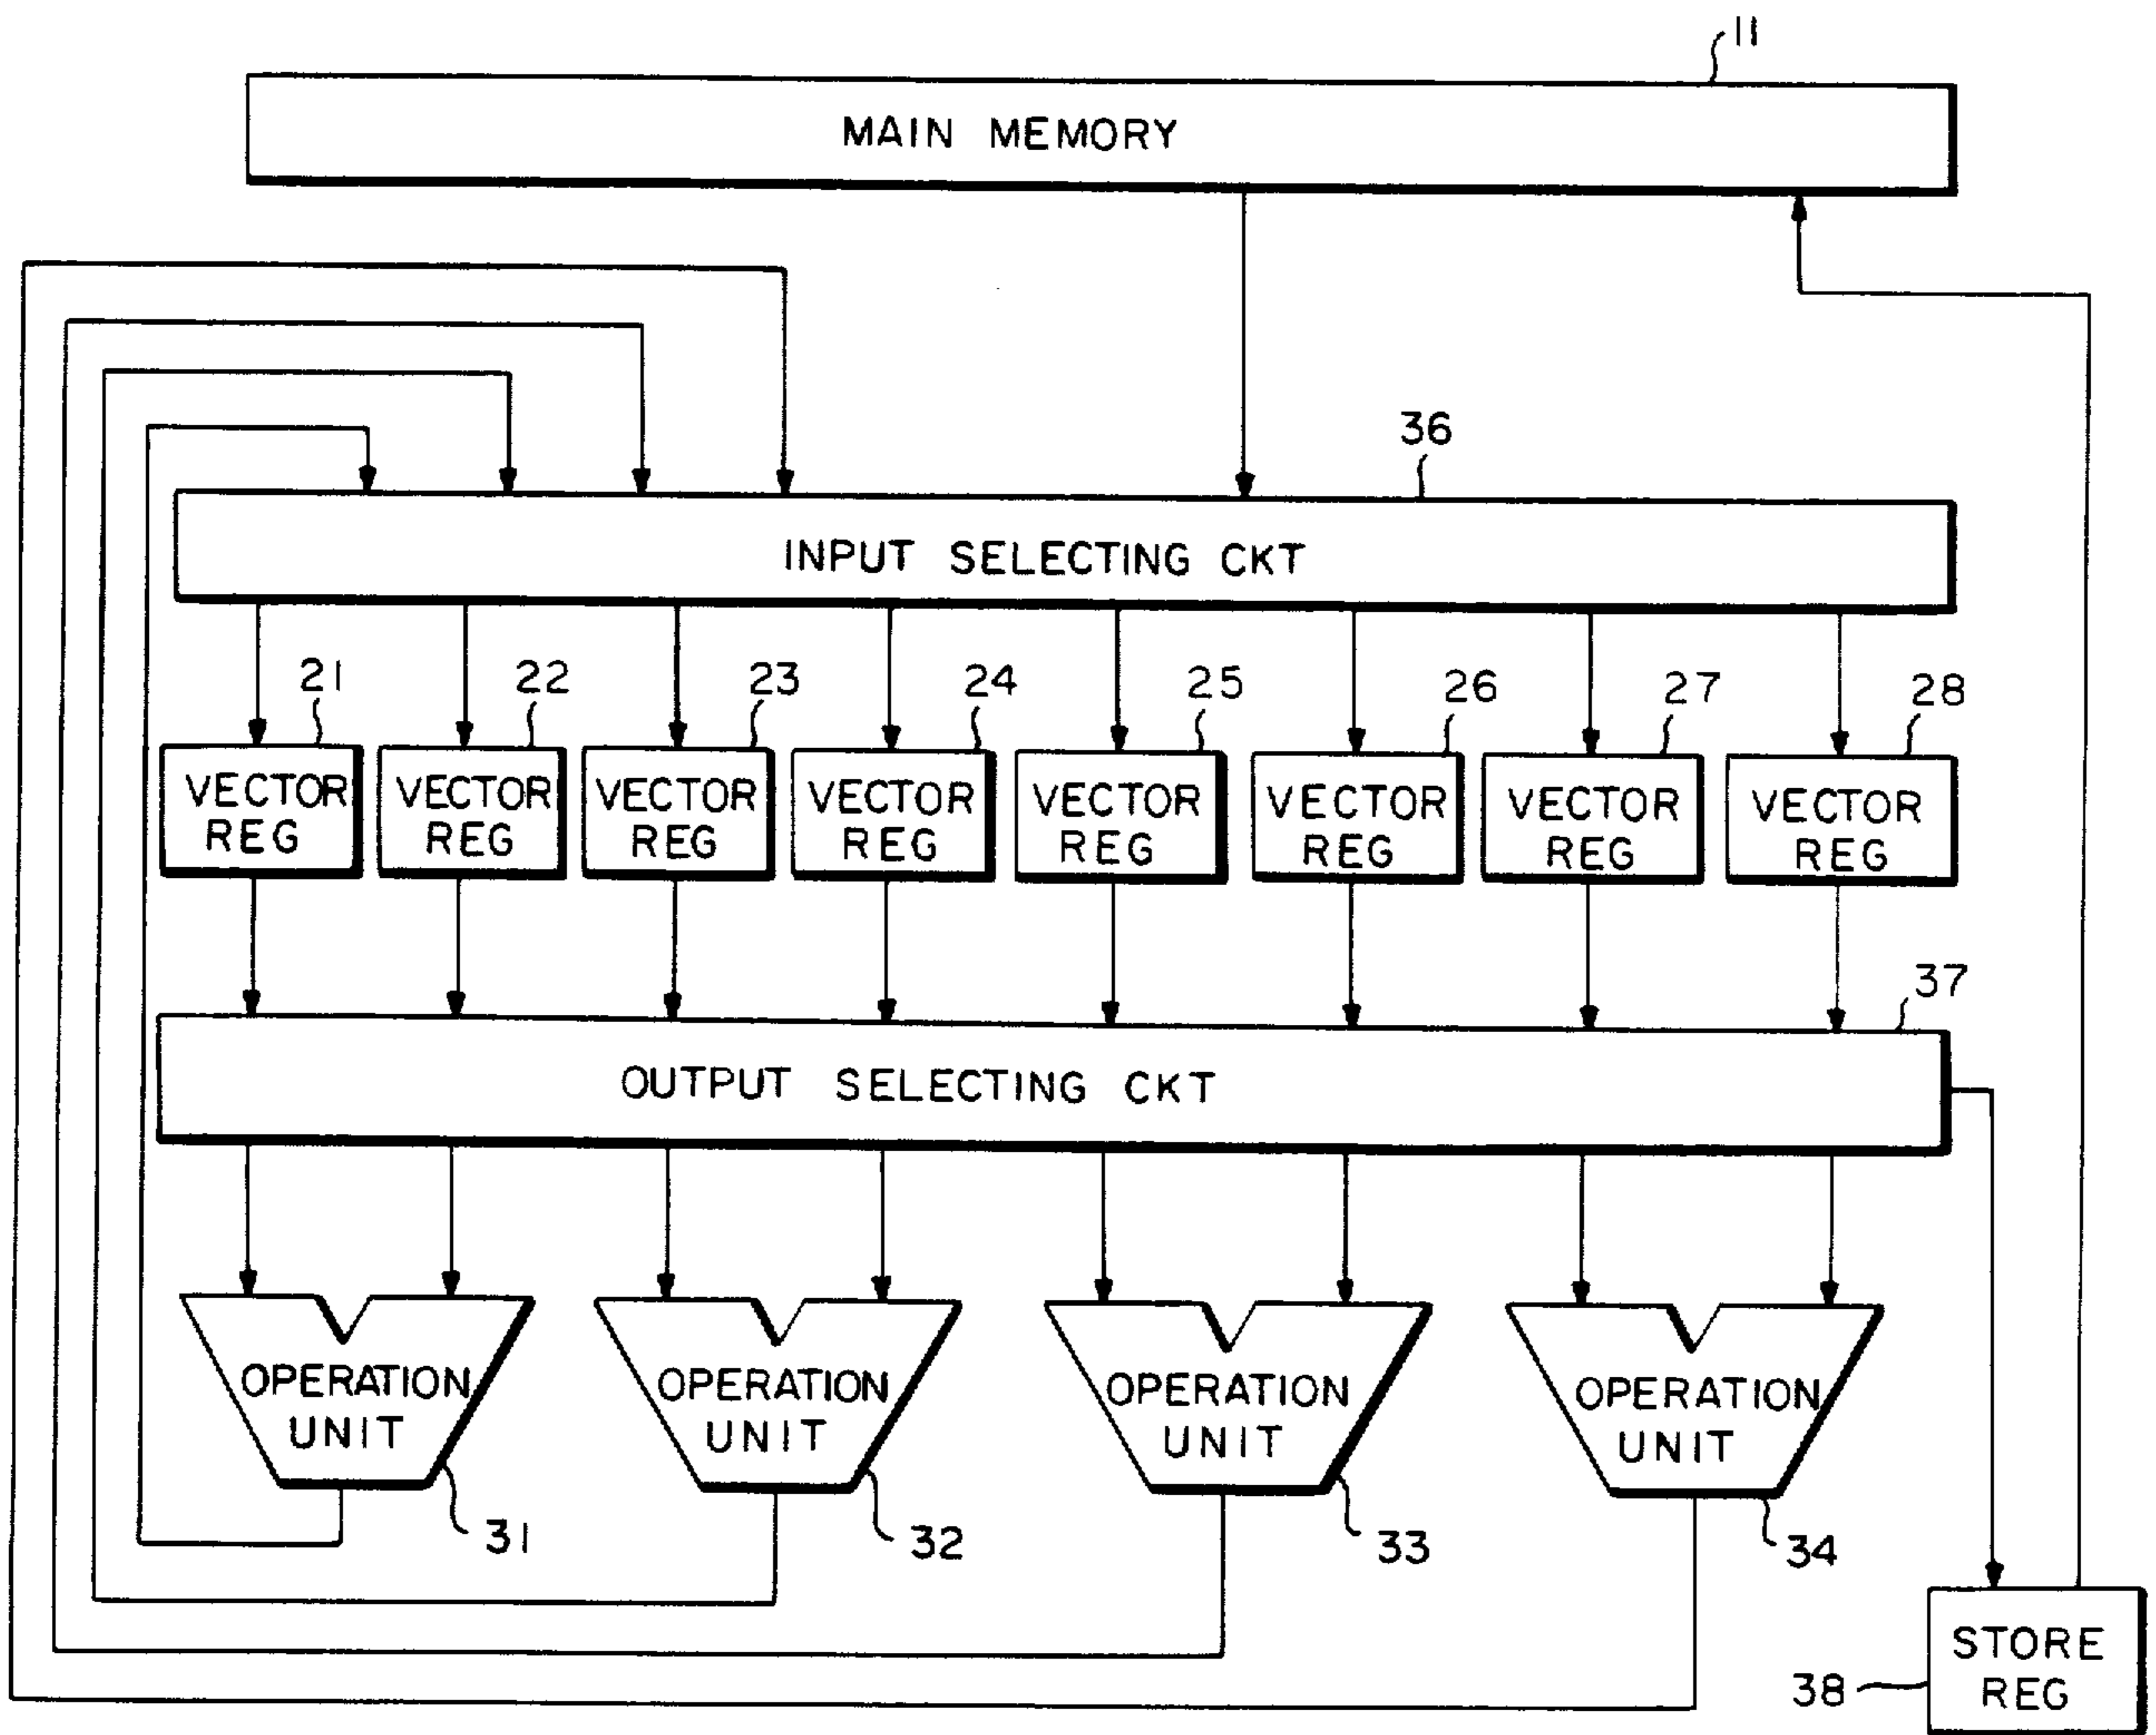 11
MAIN MEMORY
36
INPUT SELECTING CKT
21
22
23
24
25
26
27
28
VECTOR
REG
VECTOR
REG
VECTOR
REG
VECTOR
REG
VECTOR
REG
VECTOR
REG
VECTOR
REG
VECTOR
REG
37
OUTPUT SELECTING CKT
OPERATION
UNIT
OPERATION
UNIT
OPERATION
UNIT
OPERATION
UNIT
31
32
33
34
STORE
REG
38